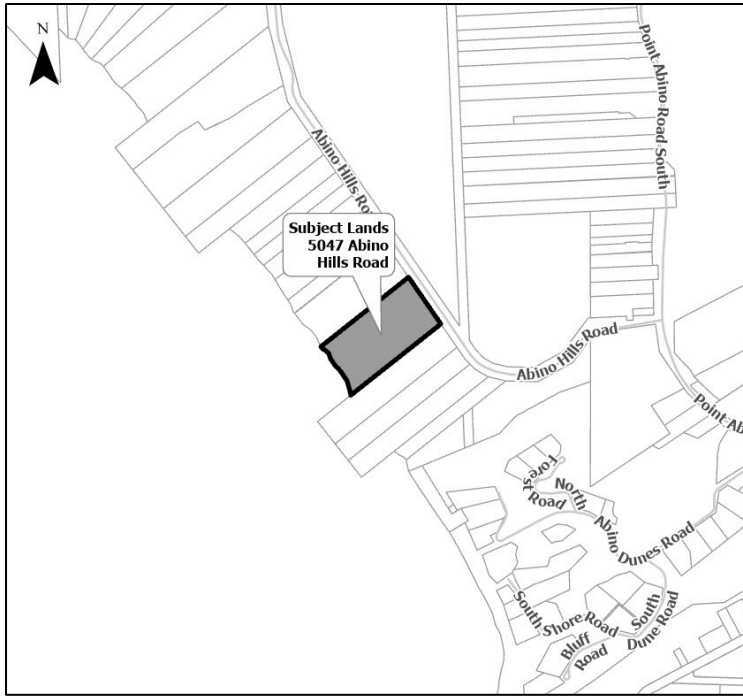 N
Point Abino Road South
Abino Hills Roa
Subject Lands
5047 Abino
Hills Road
Abino Hills Road
Point Ab
Forest
Road
North
Abino
Dunes Road
South
Shore Road
South
Dune Road
Bluff
Road